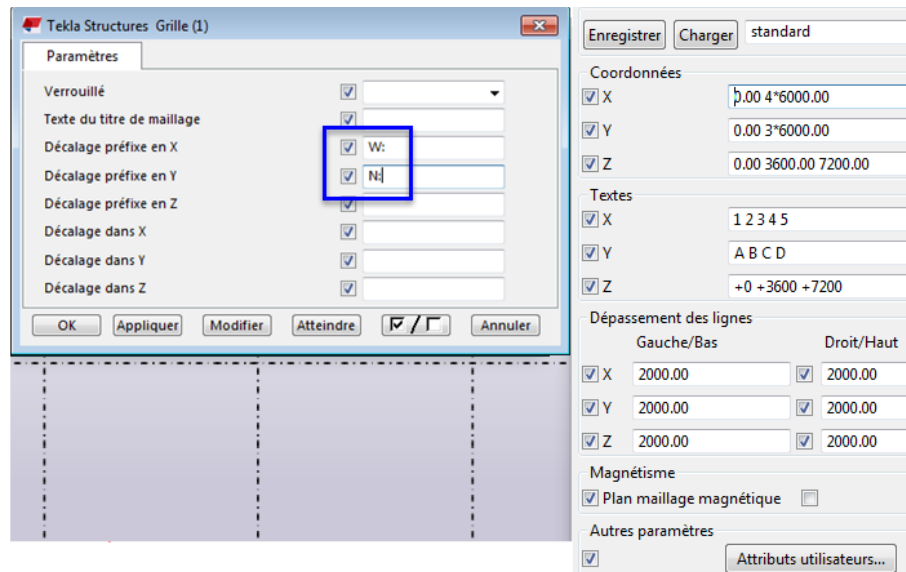 Tekla Structures Grille (1)
Paramètres
Verrouillé
Texte du titre de maillage
Décalage préfixe en X W:
Décalage préfixe en Y N:
Décalage préfixe en Z
Décalage dans X
Décalage dans Y
Décalage dans Z
OK Appliquer Modifier Atteindre Annuler
Enregistrer Charger standard
Coordonnées
X 0.00 4*6000.00
Y 0.00 3*6000.00
Z 0.00 3600.00 7200.00
Textes
X 1 2 3 4 5
Y A B C D
Z +0 +3600 +7200
Dépassement des lignes
Gauche/Bas Droit/Haut
X 2000.00 2000.00
Y 2000.00 2000.00
Z 2000.00 2000.00
Magnétisme
Plan maillage magnétique
Autres paramètres
Attributs utilisateurs...